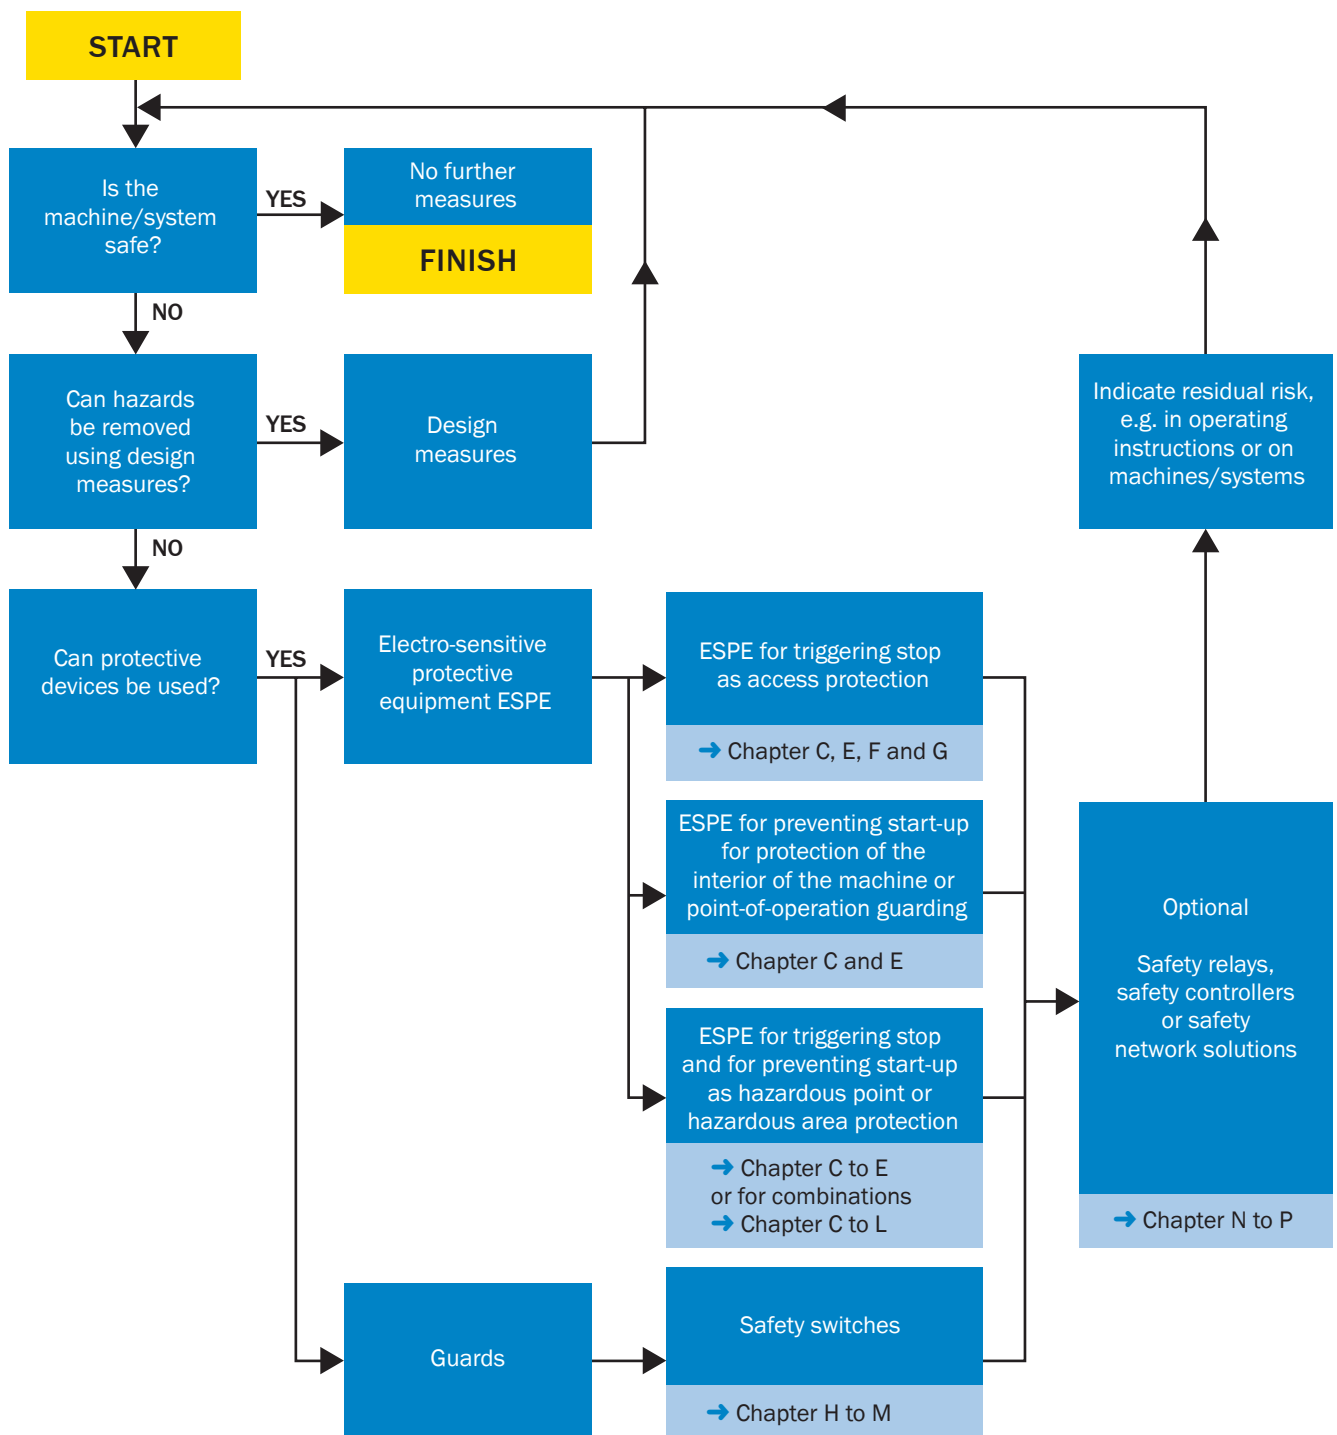 START
Is the
machine/system
safe?
YES
No further
measures
FINISH
NO
Can hazards
be removed
using design
measures?
YES
Design
measures
Indicate residual risk,
e.g. in operating
instructions or on
machines/systems
NO
Can protective
devices be used?
YES
Electro-sensitive
protective
equipment ESPE
ESPE for triggering stop
as access protection
➔ Chapter C, E, F and G
ESPE for preventing start-up
for protection of the
interior of the machine or
point-of-operation guarding
➔ Chapter C and E
ESPE for triggering stop
and for preventing start-up
as hazardous point or
hazardous area protection
➔ Chapter C to E
or for combinations
➔ Chapter C to L
Optional
Safety relays,
safety controllers
or safety
network solutions
➔ Chapter N to P
Guards
Safety switches
➔ Chapter H to M